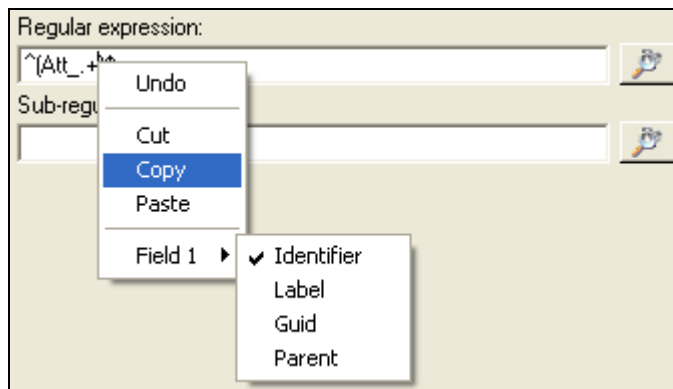 Regular expression:
^(Att_.+
Undo
Sub-regu
Cut
Copy
Paste
Field 1
Identifier
Label
Guid
Parent